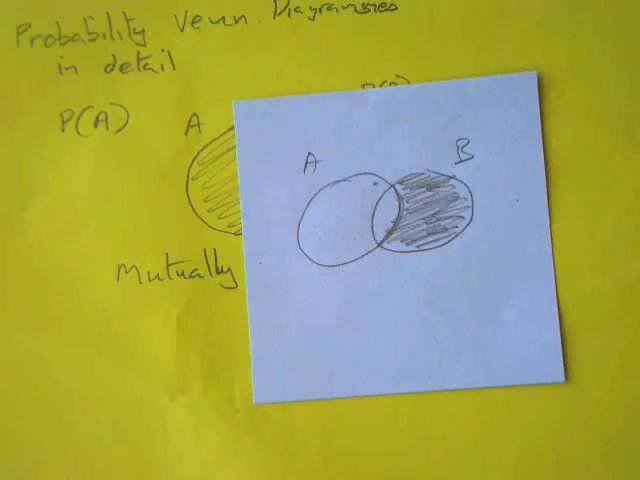 Probability Venn Diagrams
in detail
P(A)
A
A
B
Mutually